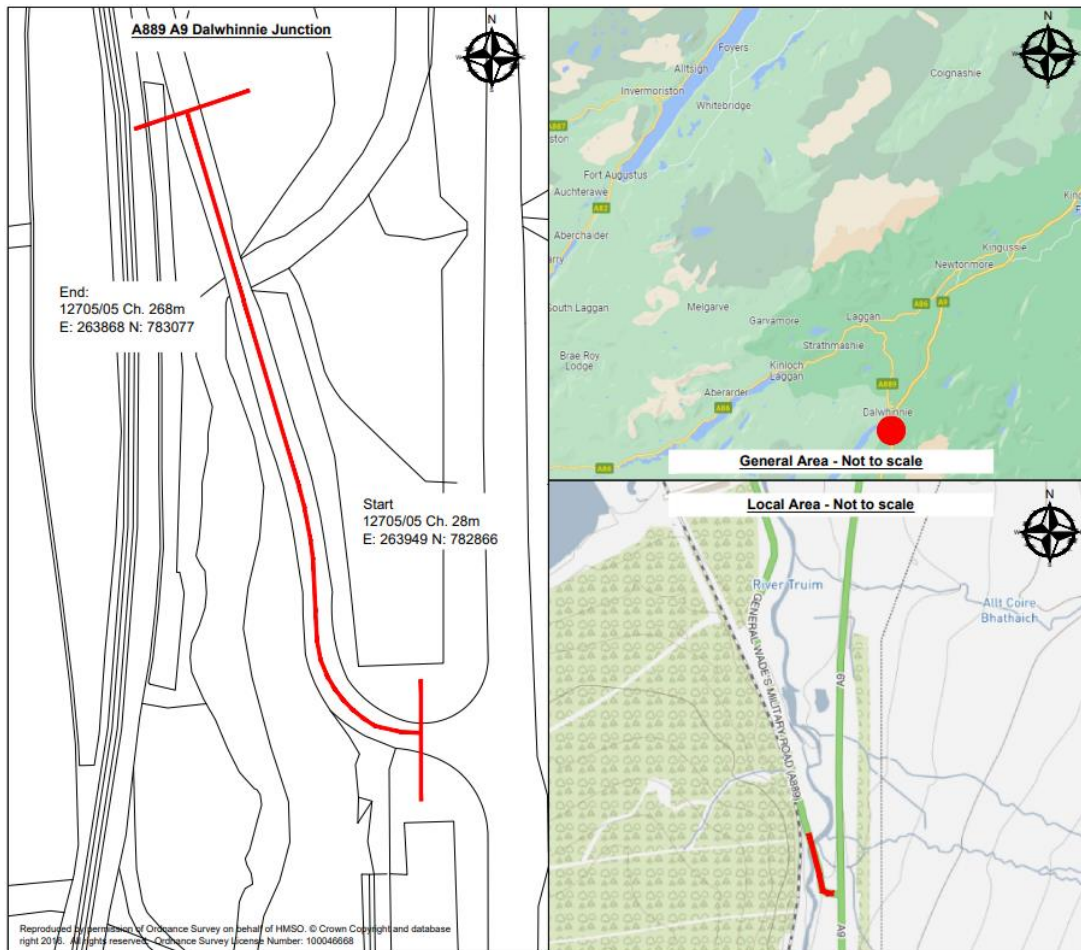 A889 A9 Dalwhinnie Junction
N
W
E
S
End:
12705/05 Ch. 268m
E: 263868 N: 783077
Start
12705/05 Ch. 28m
E: 263949 N: 782866
Reproduced by permission of Ordnance Survey on behalf of HMSO. © Crown Copyright and database
right 2016. All rights reserved. Ordnance Survey License Number: 100046668
N
W
E
S
Foyers
Alltsigh
Coignashie
Invermoriston
Whitebridge
A887
ston
Fort Augustus
Auchterawe
A82
Aberchalder
Kingussie
Newtonmore
South Laggan
Melgarve
A86
A9
Garvamore
Laggan
Strathmashie
Brae Roy
Lodge
Kinloch
Laggan
Aberarder
A889
A86
Dalwhinnie
A86
General Area - Not to scale
Local Area - Not to scale
N
W
E
S
River Truim
Allt Coire
Bhathaich
GENERAL WADE'S MILITARY ROAD (A889)
A9
A9